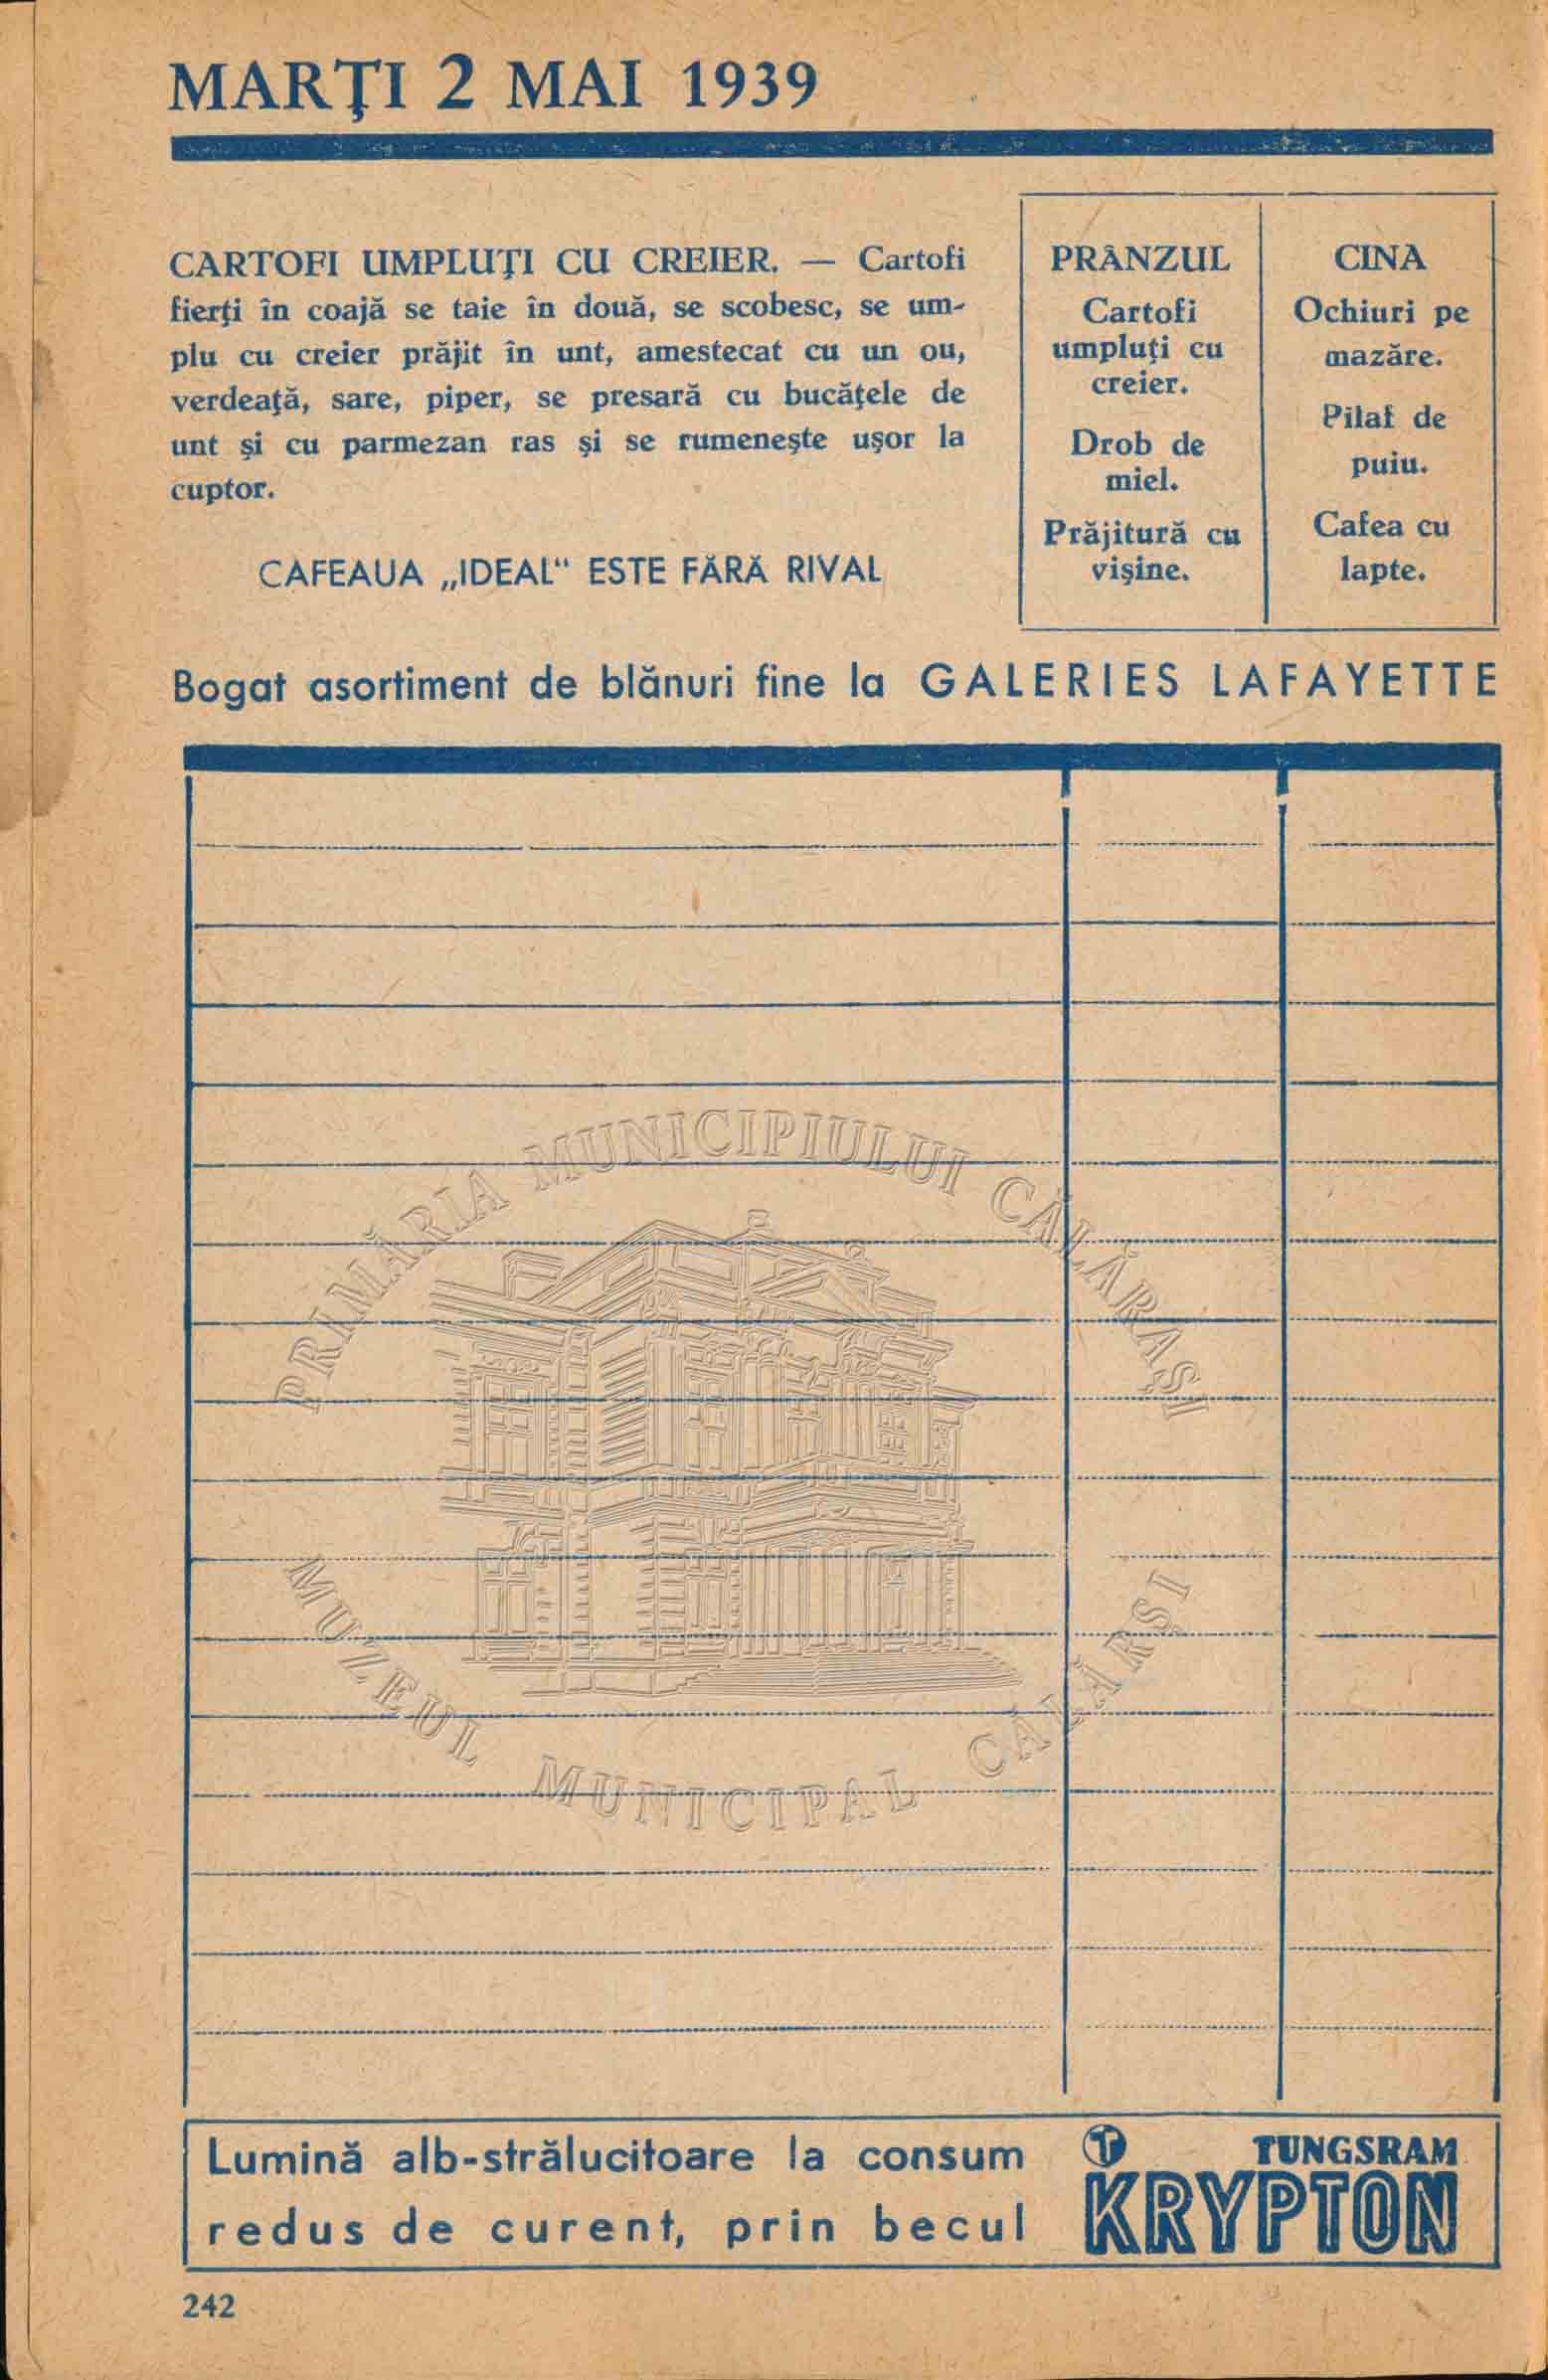 MARŢI 2 MAI 1939
CARTOFI UMPLUŢI CU CREIER. — Cartofi
fierţi în coajă se taie în două, se scobesc, se um-
plu cu creier prăjit în unt, amestecat cu un ou,
verdeaţă, sare, piper, se presară cu bucăţele de
unt şi cu parmezan ras şi se rumeneşte uşor la
cuptor.
CAFEAUA „IDEAL“ ESTE FĂRĂ RIVAL
PRÂNZUL
Cartofi
umpluţi cu
creier.
Drob de
miel.
Prăjitură cu
vişine.
CINA
Ochiuri pe
mazăre.
Pilaf de
puiu.
Cafea cu
lapte.
Bogat asortiment de blănuri fine la GALERIES LAFAYETTE
PRIMĂRIA MUNICIPIULUI CĂLĂRAŞI
MUZEUL MUNICIPAL CĂLĂRŞI
Lumină alb-strălucitoare la consum
redus de curent, prin becul
T TUNGSRAM
KRYPTON
242